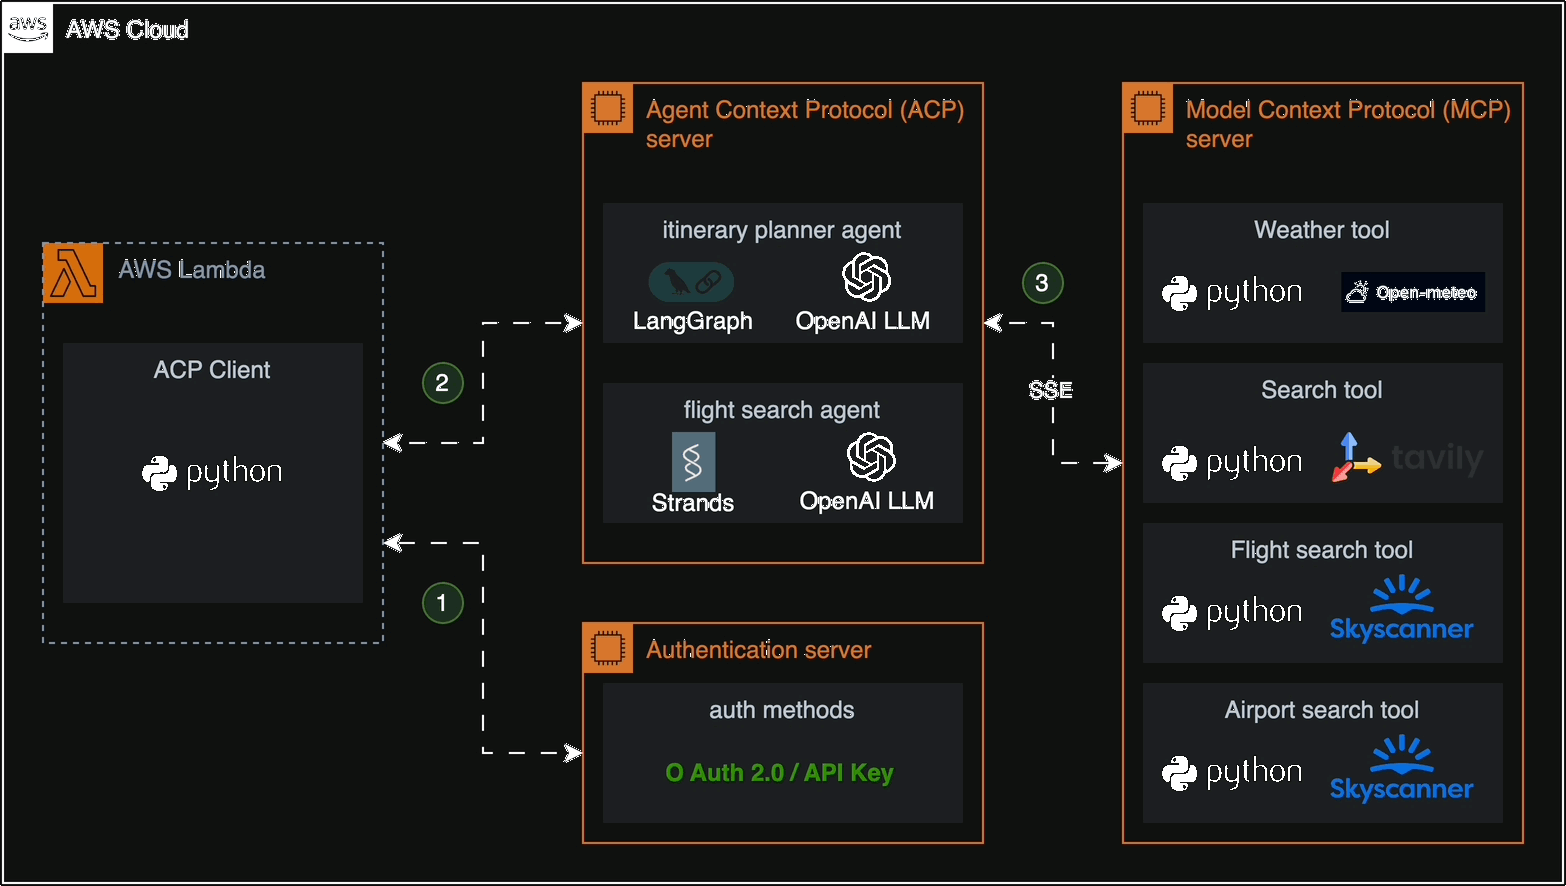 aws
AWS Cloud
AWS Lambda
ACP Client
python
2
1
Agent Context Protocol (ACP)
server
itinerary planner agent
LangGraph
OpenAI LLM
flight search agent
Strands
OpenAI LLM
Authentication server
auth methods
O Auth 2.0 / API Key
3
SSE
Model Context Protocol (MCP)
server
Weather tool
python
Open-meteo
Search tool
python
tavily
Flight search tool
python
Skyscanner
Airport search tool
python
Skyscanner